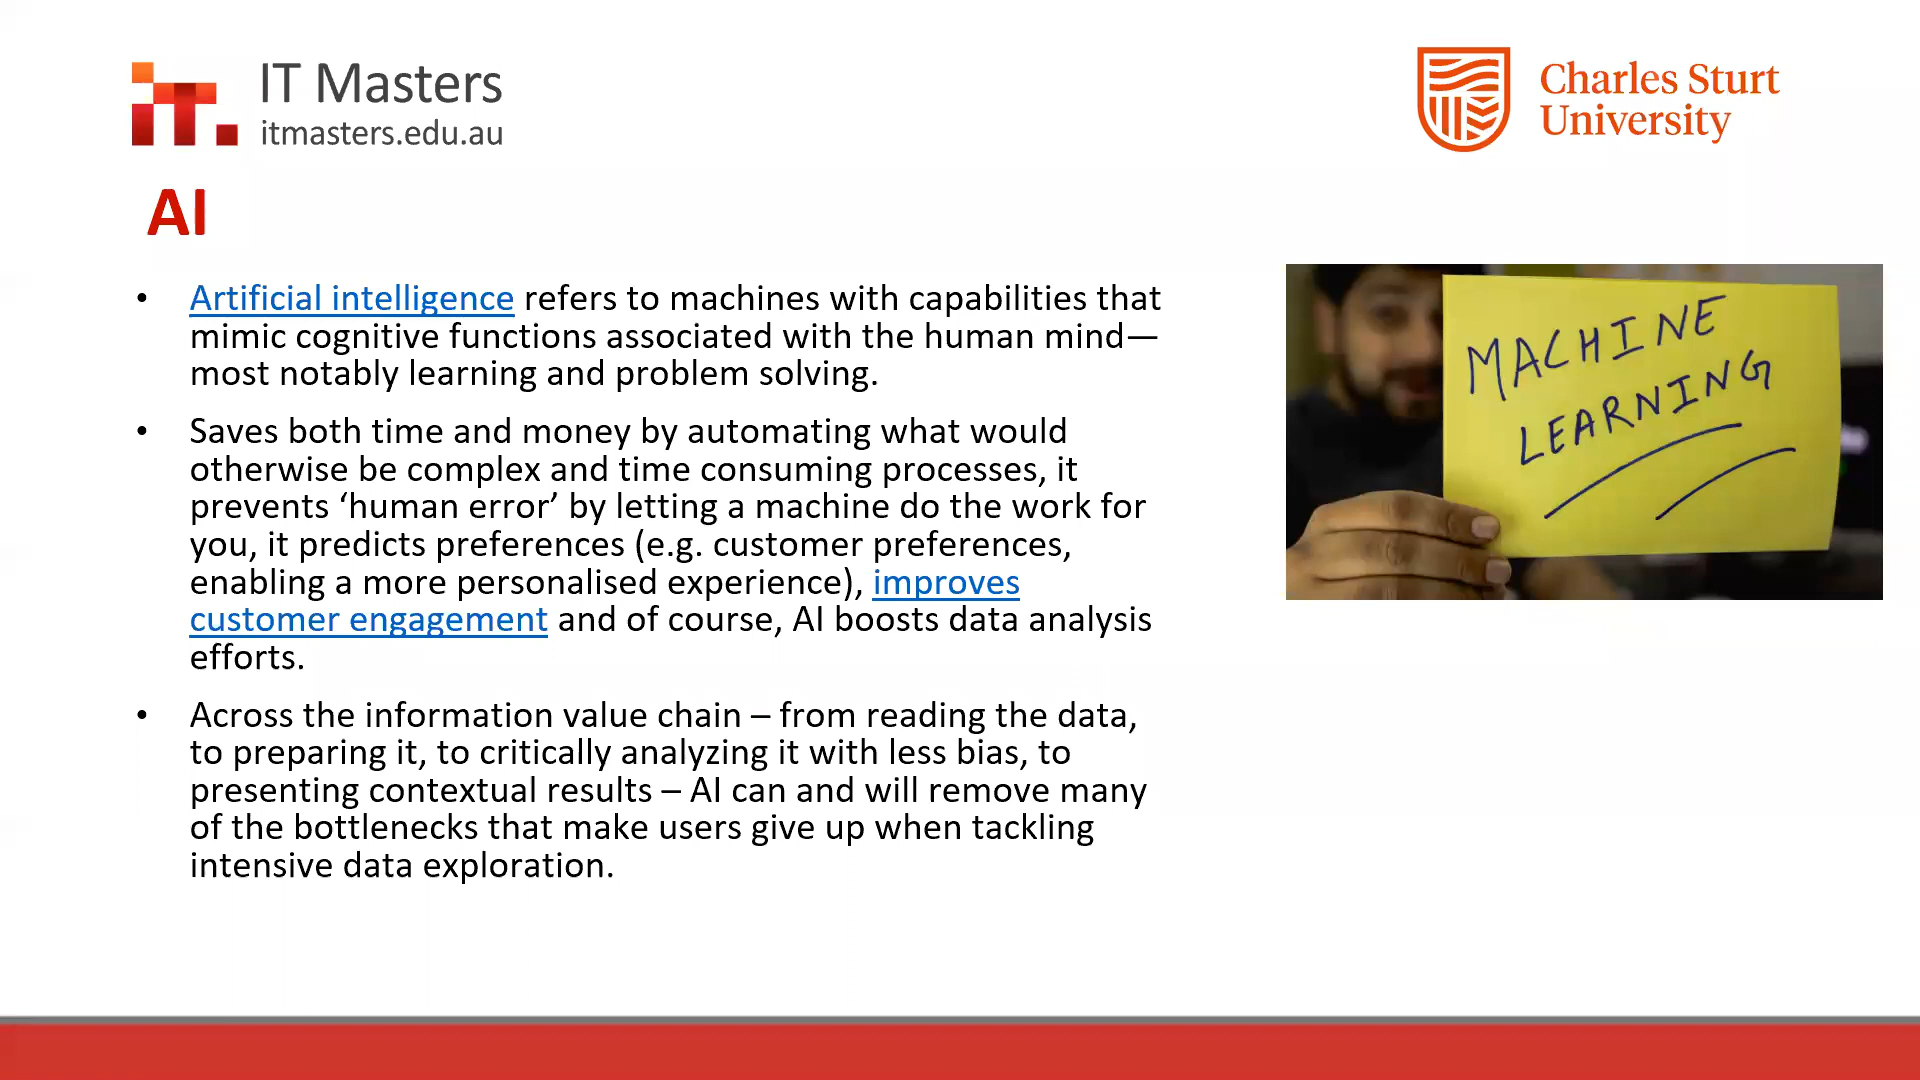 IT Masters
itmasters.edu.au
Charles Sturt
University
AI
• Artificial intelligence refers to machines with capabilities that
mimic cognitive functions associated with the human mind—
most notably learning and problem solving.
• Saves both time and money by automating what would
otherwise be complex and time consuming processes, it
prevents ‘human error’ by letting a machine do the work for
you, it predicts preferences (e.g. customer preferences,
enabling a more personalised experience), improves
customer engagement and of course, AI boosts data analysis
efforts.
• Across the information value chain – from reading the data,
to preparing it, to critically analyzing it with less bias, to
presenting contextual results – AI can and will remove many
of the bottlenecks that make users give up when tackling
intensive data exploration.
MACHINE
LEARNING